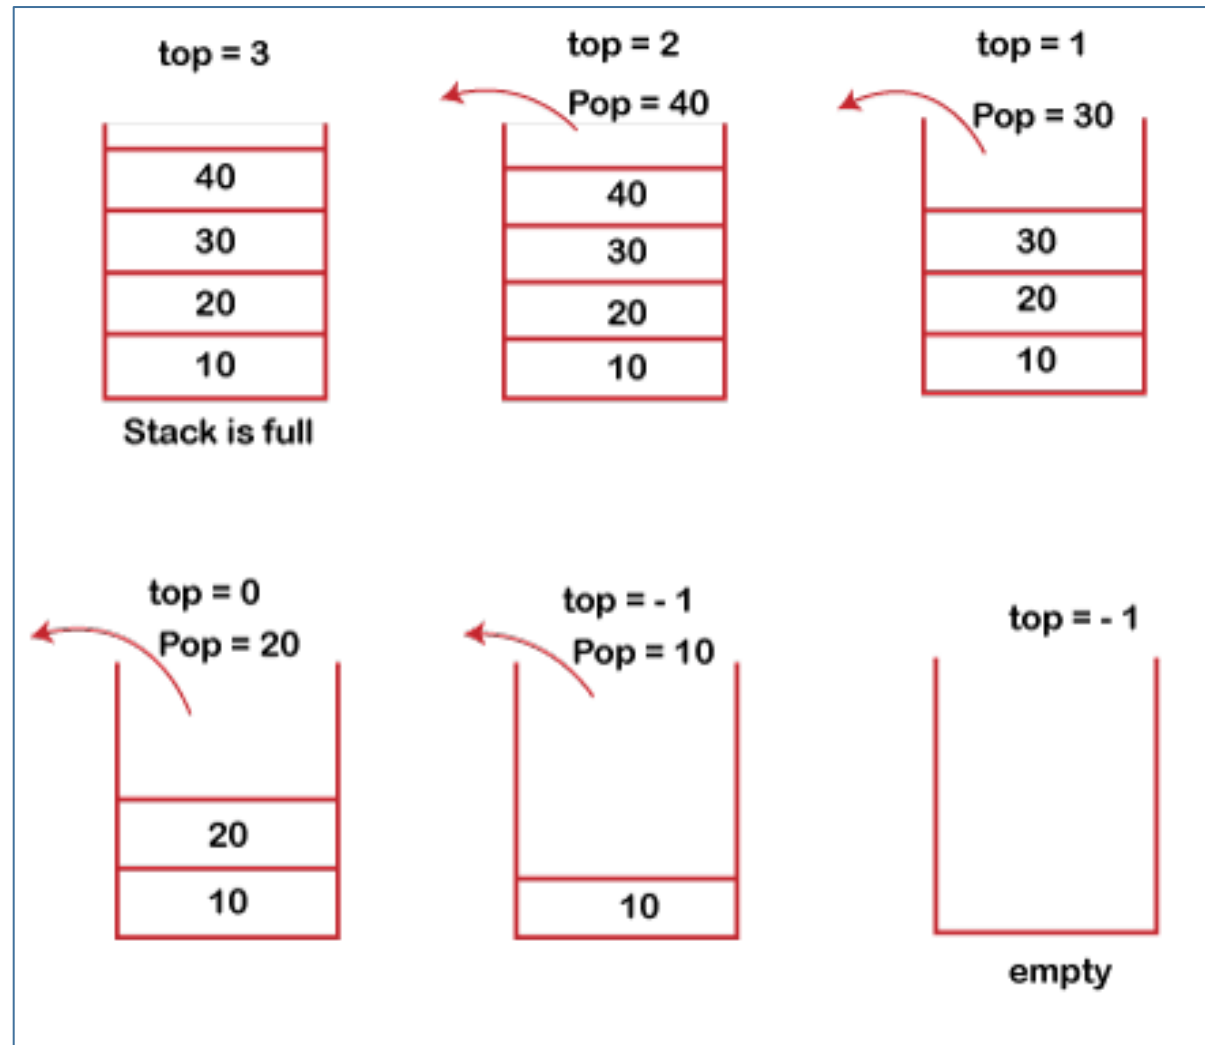 top = 3
40
30
20
10
Stack is full
top = 2
Pop = 40
40
30
20
10
top = 1
Pop = 30
30
20
10
top = 0
Pop = 20
20
10
top = - 1
Pop = 10
10
top = - 1
empty